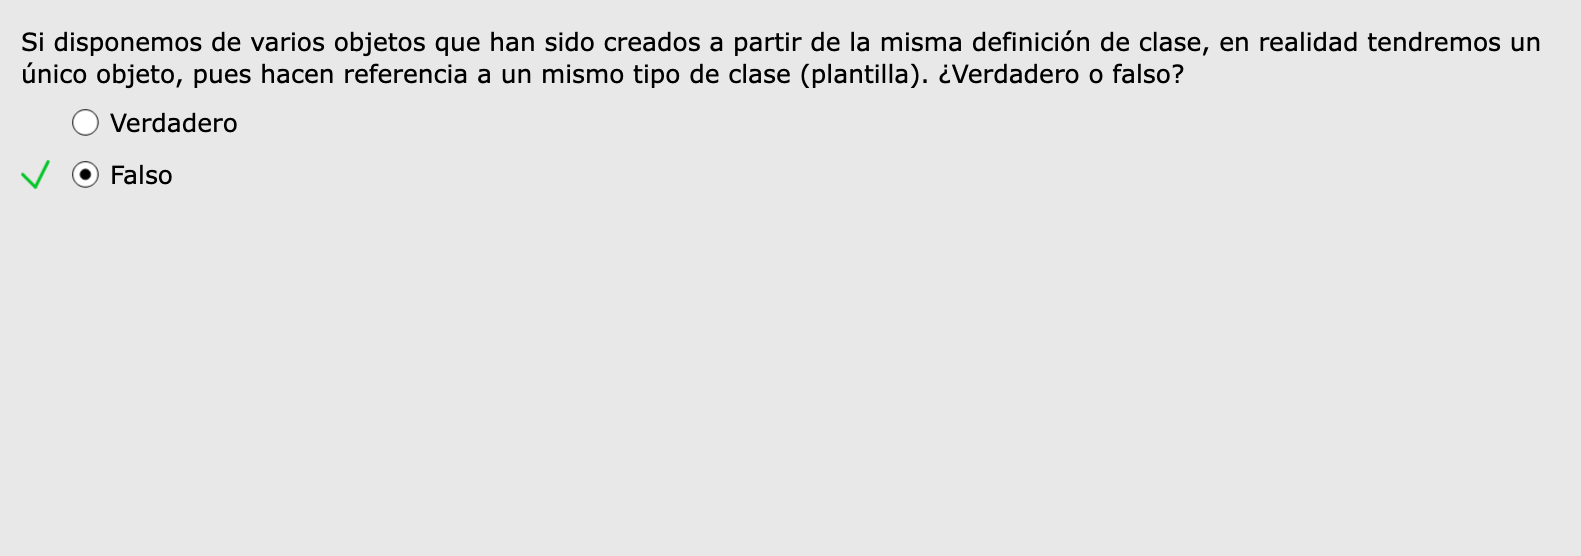 Si disponemos de varios objetos que han sido creados a partir de la misma definición de clase, en realidad tendremos un
único objeto, pues hacen referencia a un mismo tipo de clase (plantilla). ¿Verdadero o falso?
Verdadero
Falso